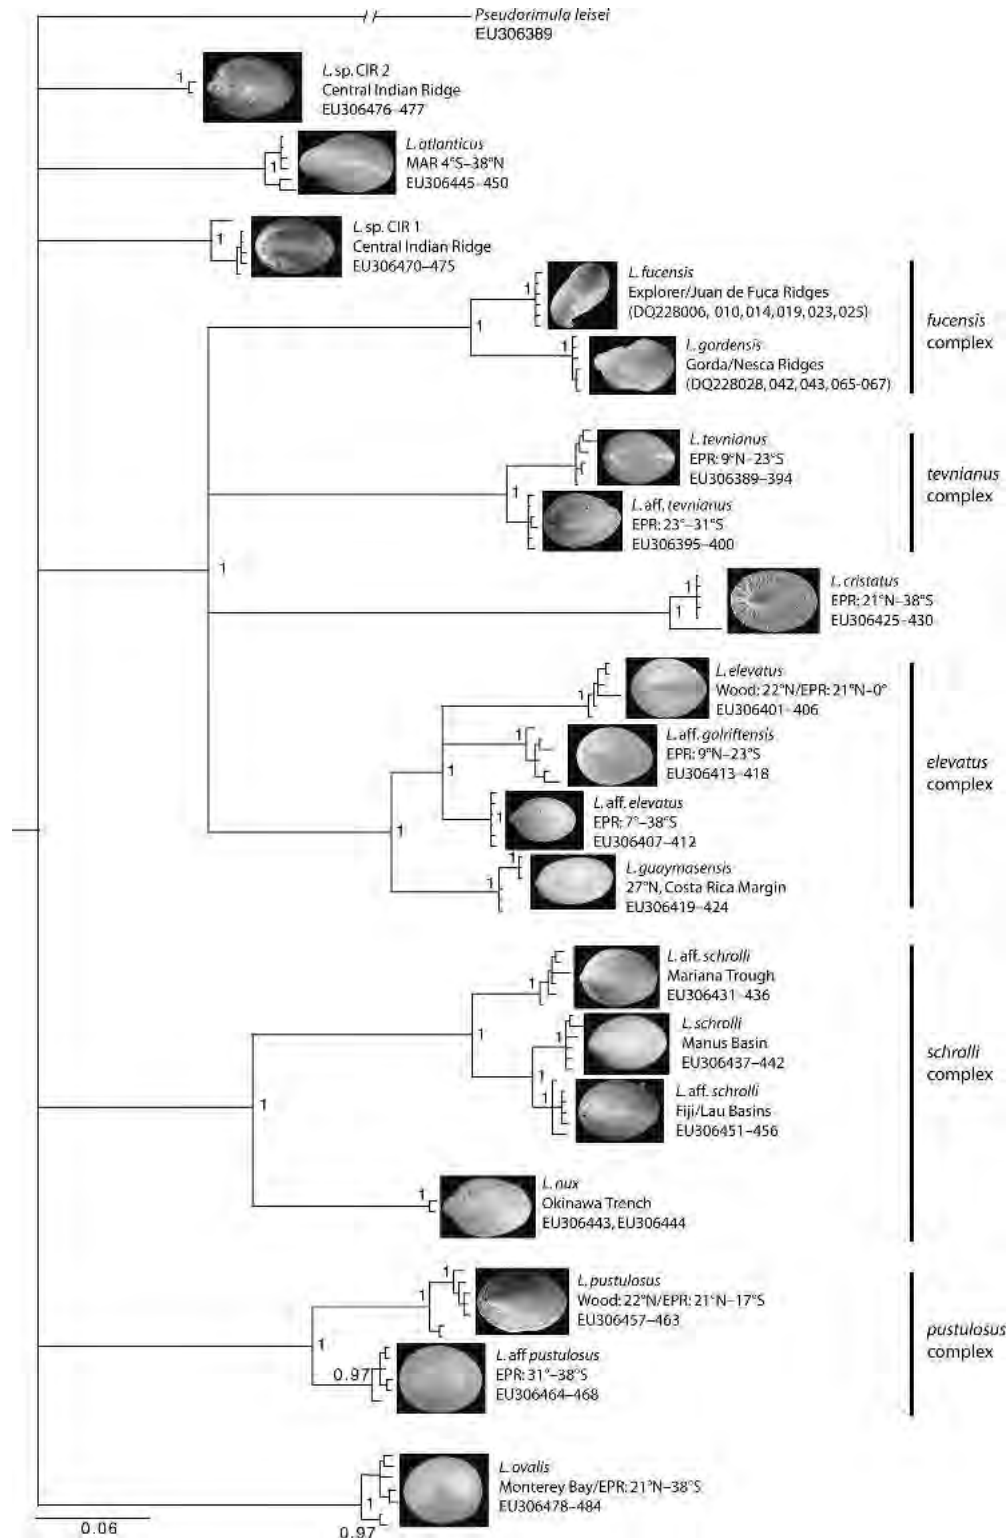 Pseudorimula leisei
EU306389
1
L. sp. CIR 2
Central Indian Ridge
EU306476–477
1
L. atlanticus
MAR 4°S–38°N
EU306445–450
1
L. sp. CIR 1
Central Indian Ridge
EU306470–475
1
L. fucensis
Explorer/Juan de Fuca Ridges
(DQ228006, 010, 014, 019, 023, 025)
1
1
L. gordensis
Gorda/Nesca Ridges
(DQ228028, 042, 043, 065-067)
fucensis
complex
L. tevnianus
EPR: 9°N–23°S
EU306389–394
1
L. aff. tevnianus
EPR: 23°–31°S
EU306395–400
tevnianus
complex
1
1
1
L. cristatus
EPR: 21°N–38°S
EU306425–430
1
L. elevatus
Wood: 22°N/EPR: 21°N–0°
EU306401–406
1
L. aff. galriftensis
EPR: 9°N–23°S
EU306413–418
1
1
L. aff. elevatus
EPR: 7°–38°S
EU306407–412
1
1
1
L. guaymasensis
27°N, Costa Rica Margin
EU306419–424
elevatus
complex
1
L. aff. schrolli
Mariana Trough
EU306431–436
1
1
L. schrolli
Manus Basin
EU306437–442
1
1
L. aff. schrolli
Fiji/Lau Basins
EU306451–456
1
1
L. nux
Okinawa Trench
EU306443, EU306444
schrolli
complex
1
1
L. pustulosus
Wood: 22°N/EPR: 21°N–17°S
EU306457–463
1
0.97
L. aff pustulosus
EPR: 31°–38°S
EU306464–468
pustulosus
complex
1
L. ovalis
Monterey Bay/EPR: 21°N–38°S
EU306478–484
0.06
0.97